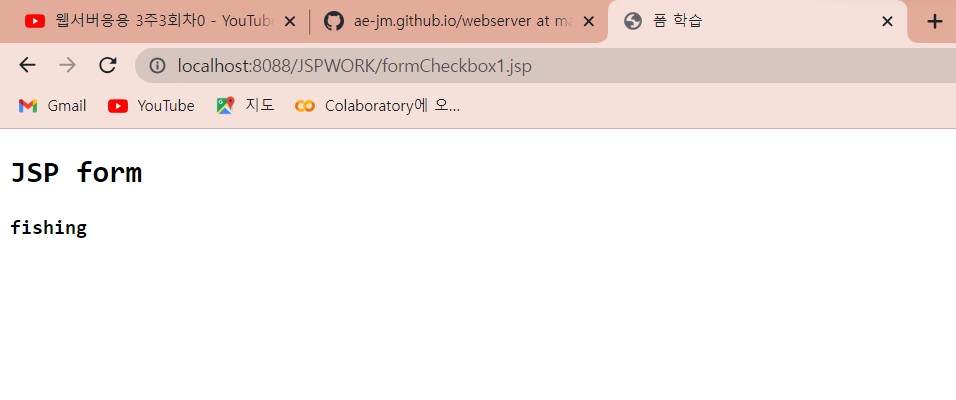 웹서버응용 3주3회차0 - YouTube
ae-jm.github.io/webserver at ma
폼 학습
localhost:8088/JSPWORK/formCheckbox1.jsp
Gmail
YouTube
지도
Colaboratory에 오...
JSP form
fishing